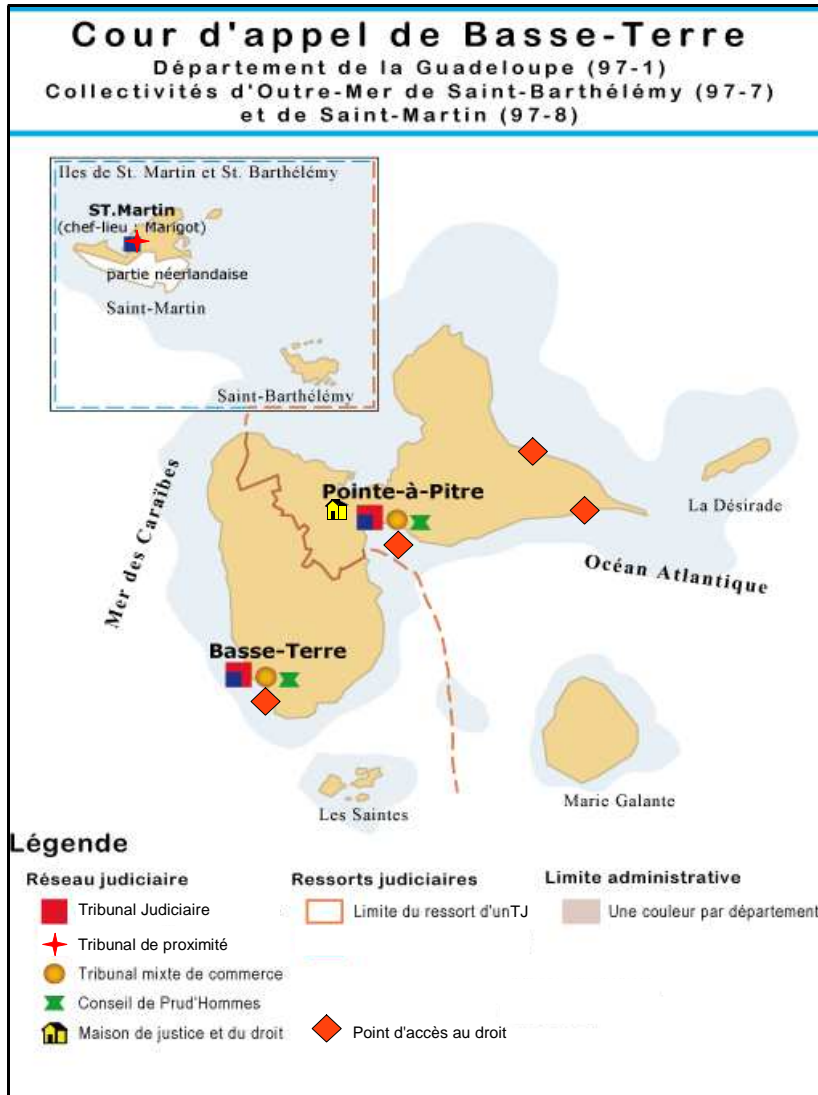 Cour d'appel de Basse-Terre
Département de la Guadeloupe (97-1)
Collectivités d'Outre-Mer de Saint-Barthélémy (97-7)
et de Saint-Martin (97-8)
Iles de St. Martin et St. Barthélémy
ST.Martin
(chef-lieu : Marigot)
partie néerlandaise
Saint-Martin
Saint-Barthélémy
Mer des Caraïbes
Pointe-à-Pitre
La Désirade
Océan Atlantique
Basse-Terre
Les Saintes
Marie Galante
Légende
Réseau judiciaire
Tribunal Judiciaire
Tribunal de proximité
Tribunal mixte de commerce
Conseil de Prud'Hommes
Maison de justice et du droit
Point d'accès au droit
Ressorts judiciaires
Limite du ressort d'unTJ
Limite administrative
Une couleur par département